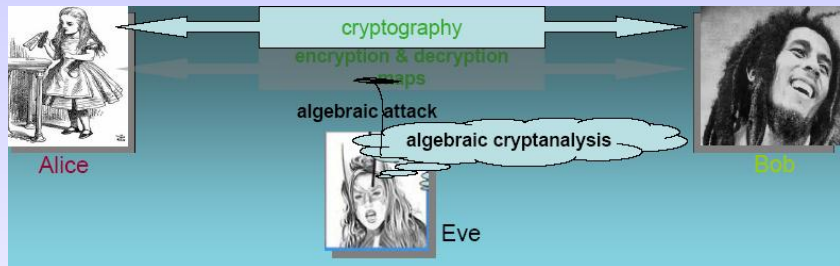 cryptography
encryption & decryption
maps
algebraic attack
algebraic cryptanalysis
Alice
Bob
Eve